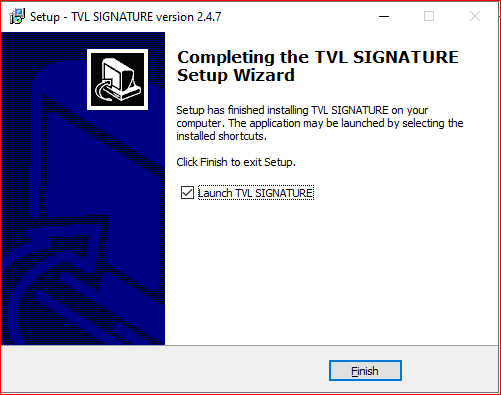 Setup - TVL SIGNATURE version 2.4.7
Completing the TVL SIGNATURE
Setup Wizard
Setup has finished installing TVL SIGNATURE on your
computer. The application may be launched by selecting the
installed shortcuts.
Click Finish to exit Setup.
Launch TVL SIGNATURE
Finish